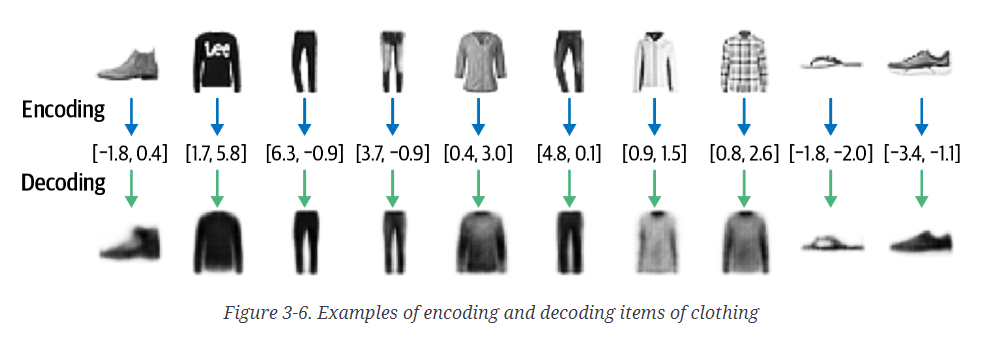 Lee
Encoding
[−1.8, 0.4] [1.7, 5.8] [6.3, −0.9] [3.7, −0.9] [0.4, 3.0] [4.8, 0.1] [0.9, 1.5] [0.8, 2.6] [−1.8, −2.0] [−3.4, −1.1]
Decoding
Figure 3-6. Examples of encoding and decoding items of clothing